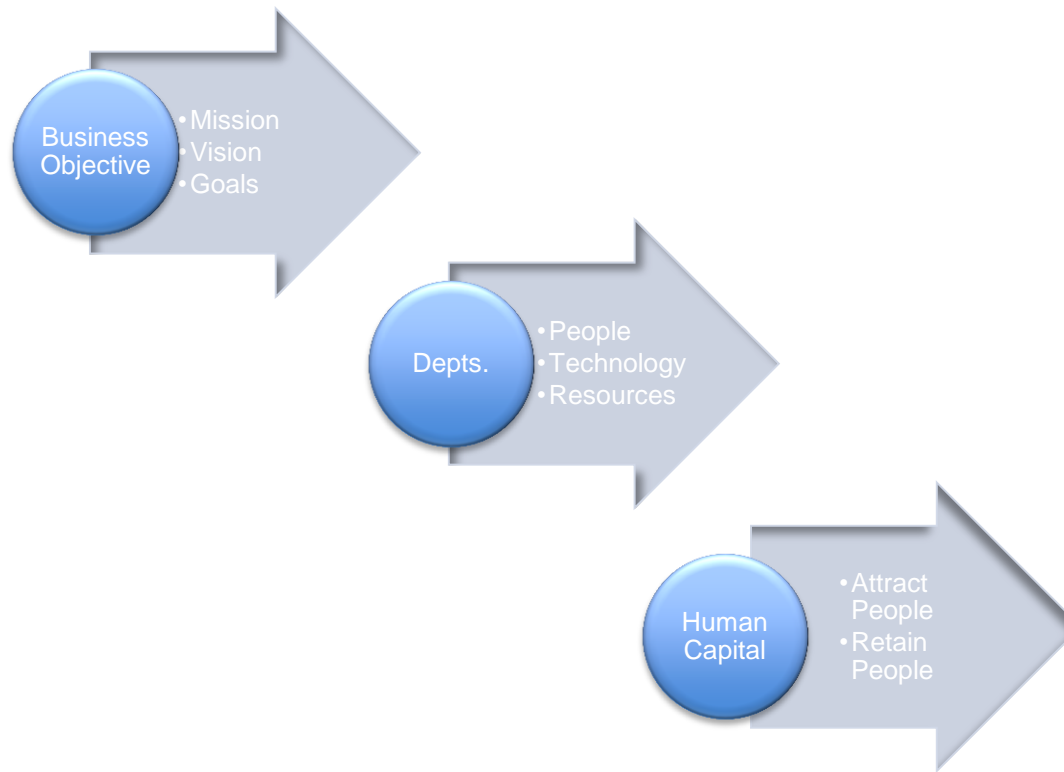 Business
Objective
•Mission
•Vision
•Goals
Depts.
•People
•Technology
•Resources
Human
Capital
•Attract
People
•Retain
People